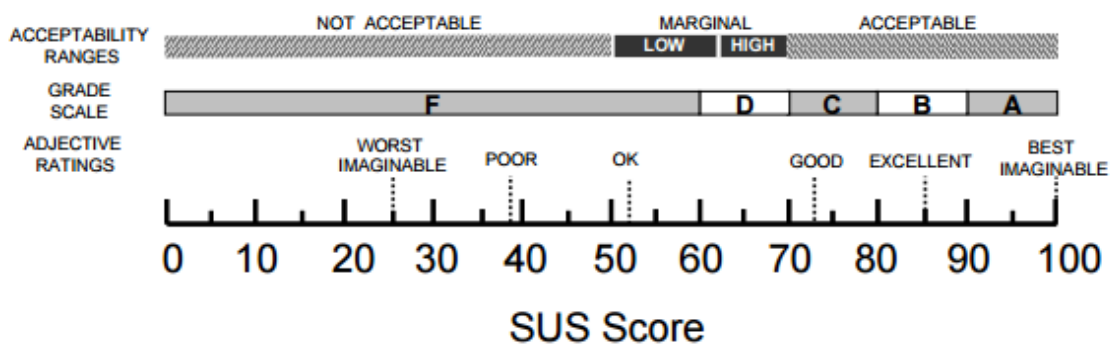 NOT ACCEPTABLE MARGINAL ACCEPTABLE
ACCEPTABILITY RANGES
LOW HIGH
GRADE SCALE
F D C B A
ADJECTIVE RATINGS
WORST IMAGINABLE
POOR
OK
GOOD
EXCELLENT
BEST IMAGINABLE
0 10 20 30 40 50 60 70 80 90 100
SUS Score